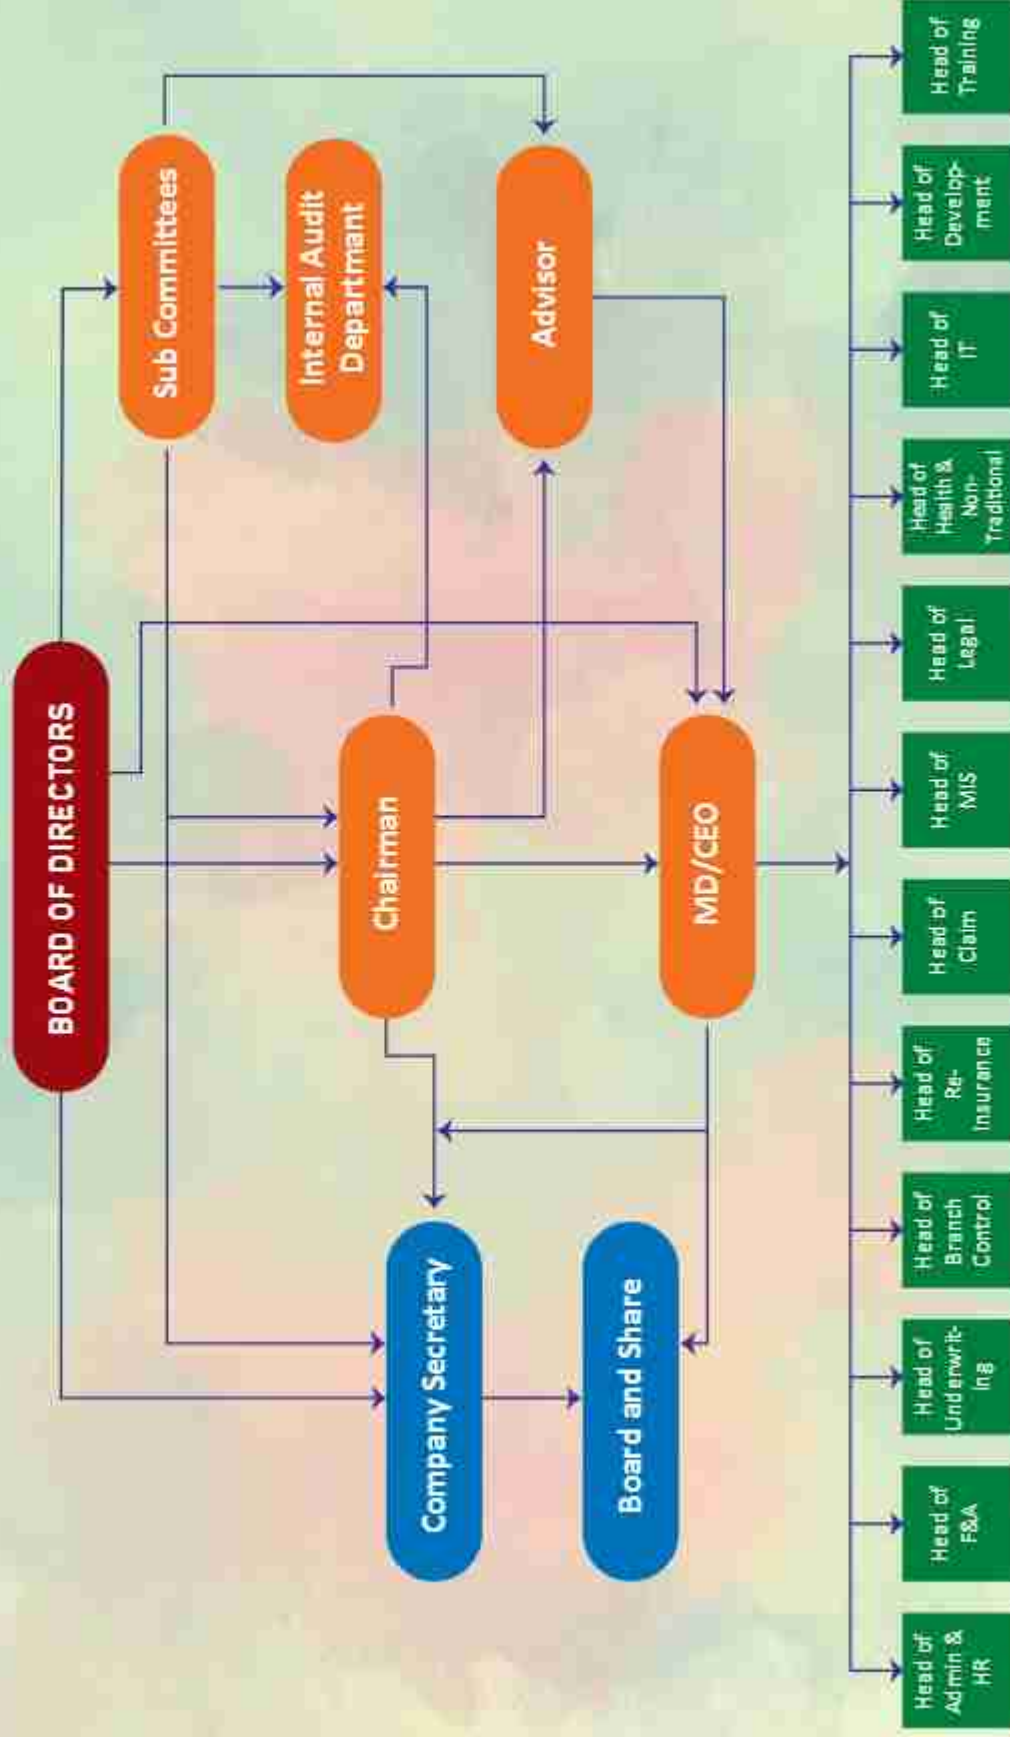 BOARD OF DIRECTORS
Sub Committees
Internal Audit
Departmant
Chairman
Company Secretary
Advisor
Board and Share
MD/CEO
Head of
Admin &
HR
Head of
F&A
Head of
Underwrit-
ing
Head of
Branch
Control
Head of
Re-
Insurance
Head of
Claim
Head of
MIS
Head of
Legal
Head of
Health &
Non-
Traditional
Head of
IT
Head of
Develop-
ment
Head of
Training